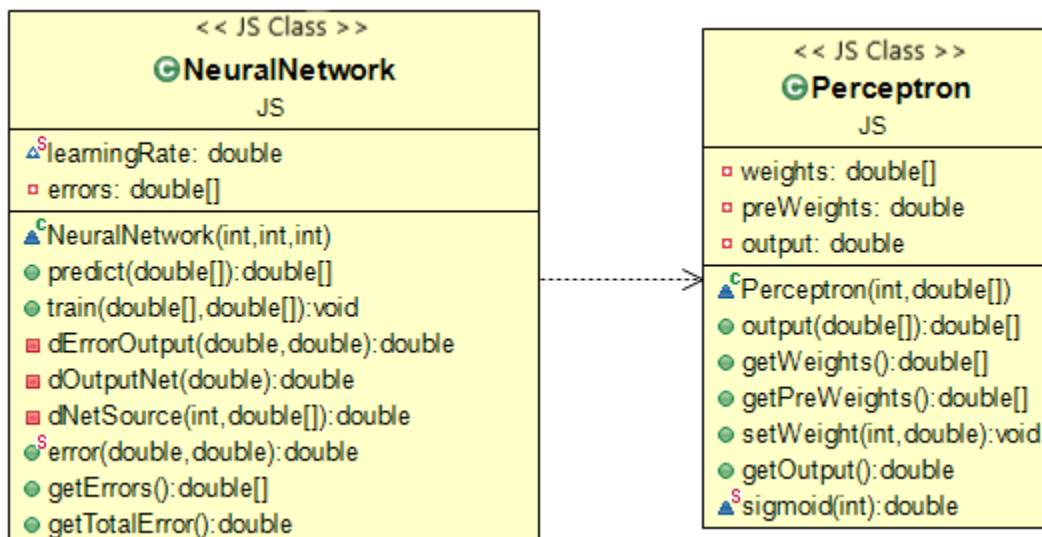 << JS Class >>
NeuralNetwork
JS
learningRate: double
errors: double[]
NeuralNetwork(int,int,int)
predict(double[]):double[]
train(double[],double[]):void
dErrorOutput(double,double):double
dOutputNet(double):double
dNetSource(int,double[]):double
error(double,double):double
getErrors():double[]
getTotalError():double
<< JS Class >>
Perceptron
JS
weights: double[]
preWeights: double
output: double
Perceptron(int,double[])
output(double[]):double[]
getWeights():double[]
getPreWeights():double[]
setWeight(int,double):void
getOutput():double
sigmoid(int):double